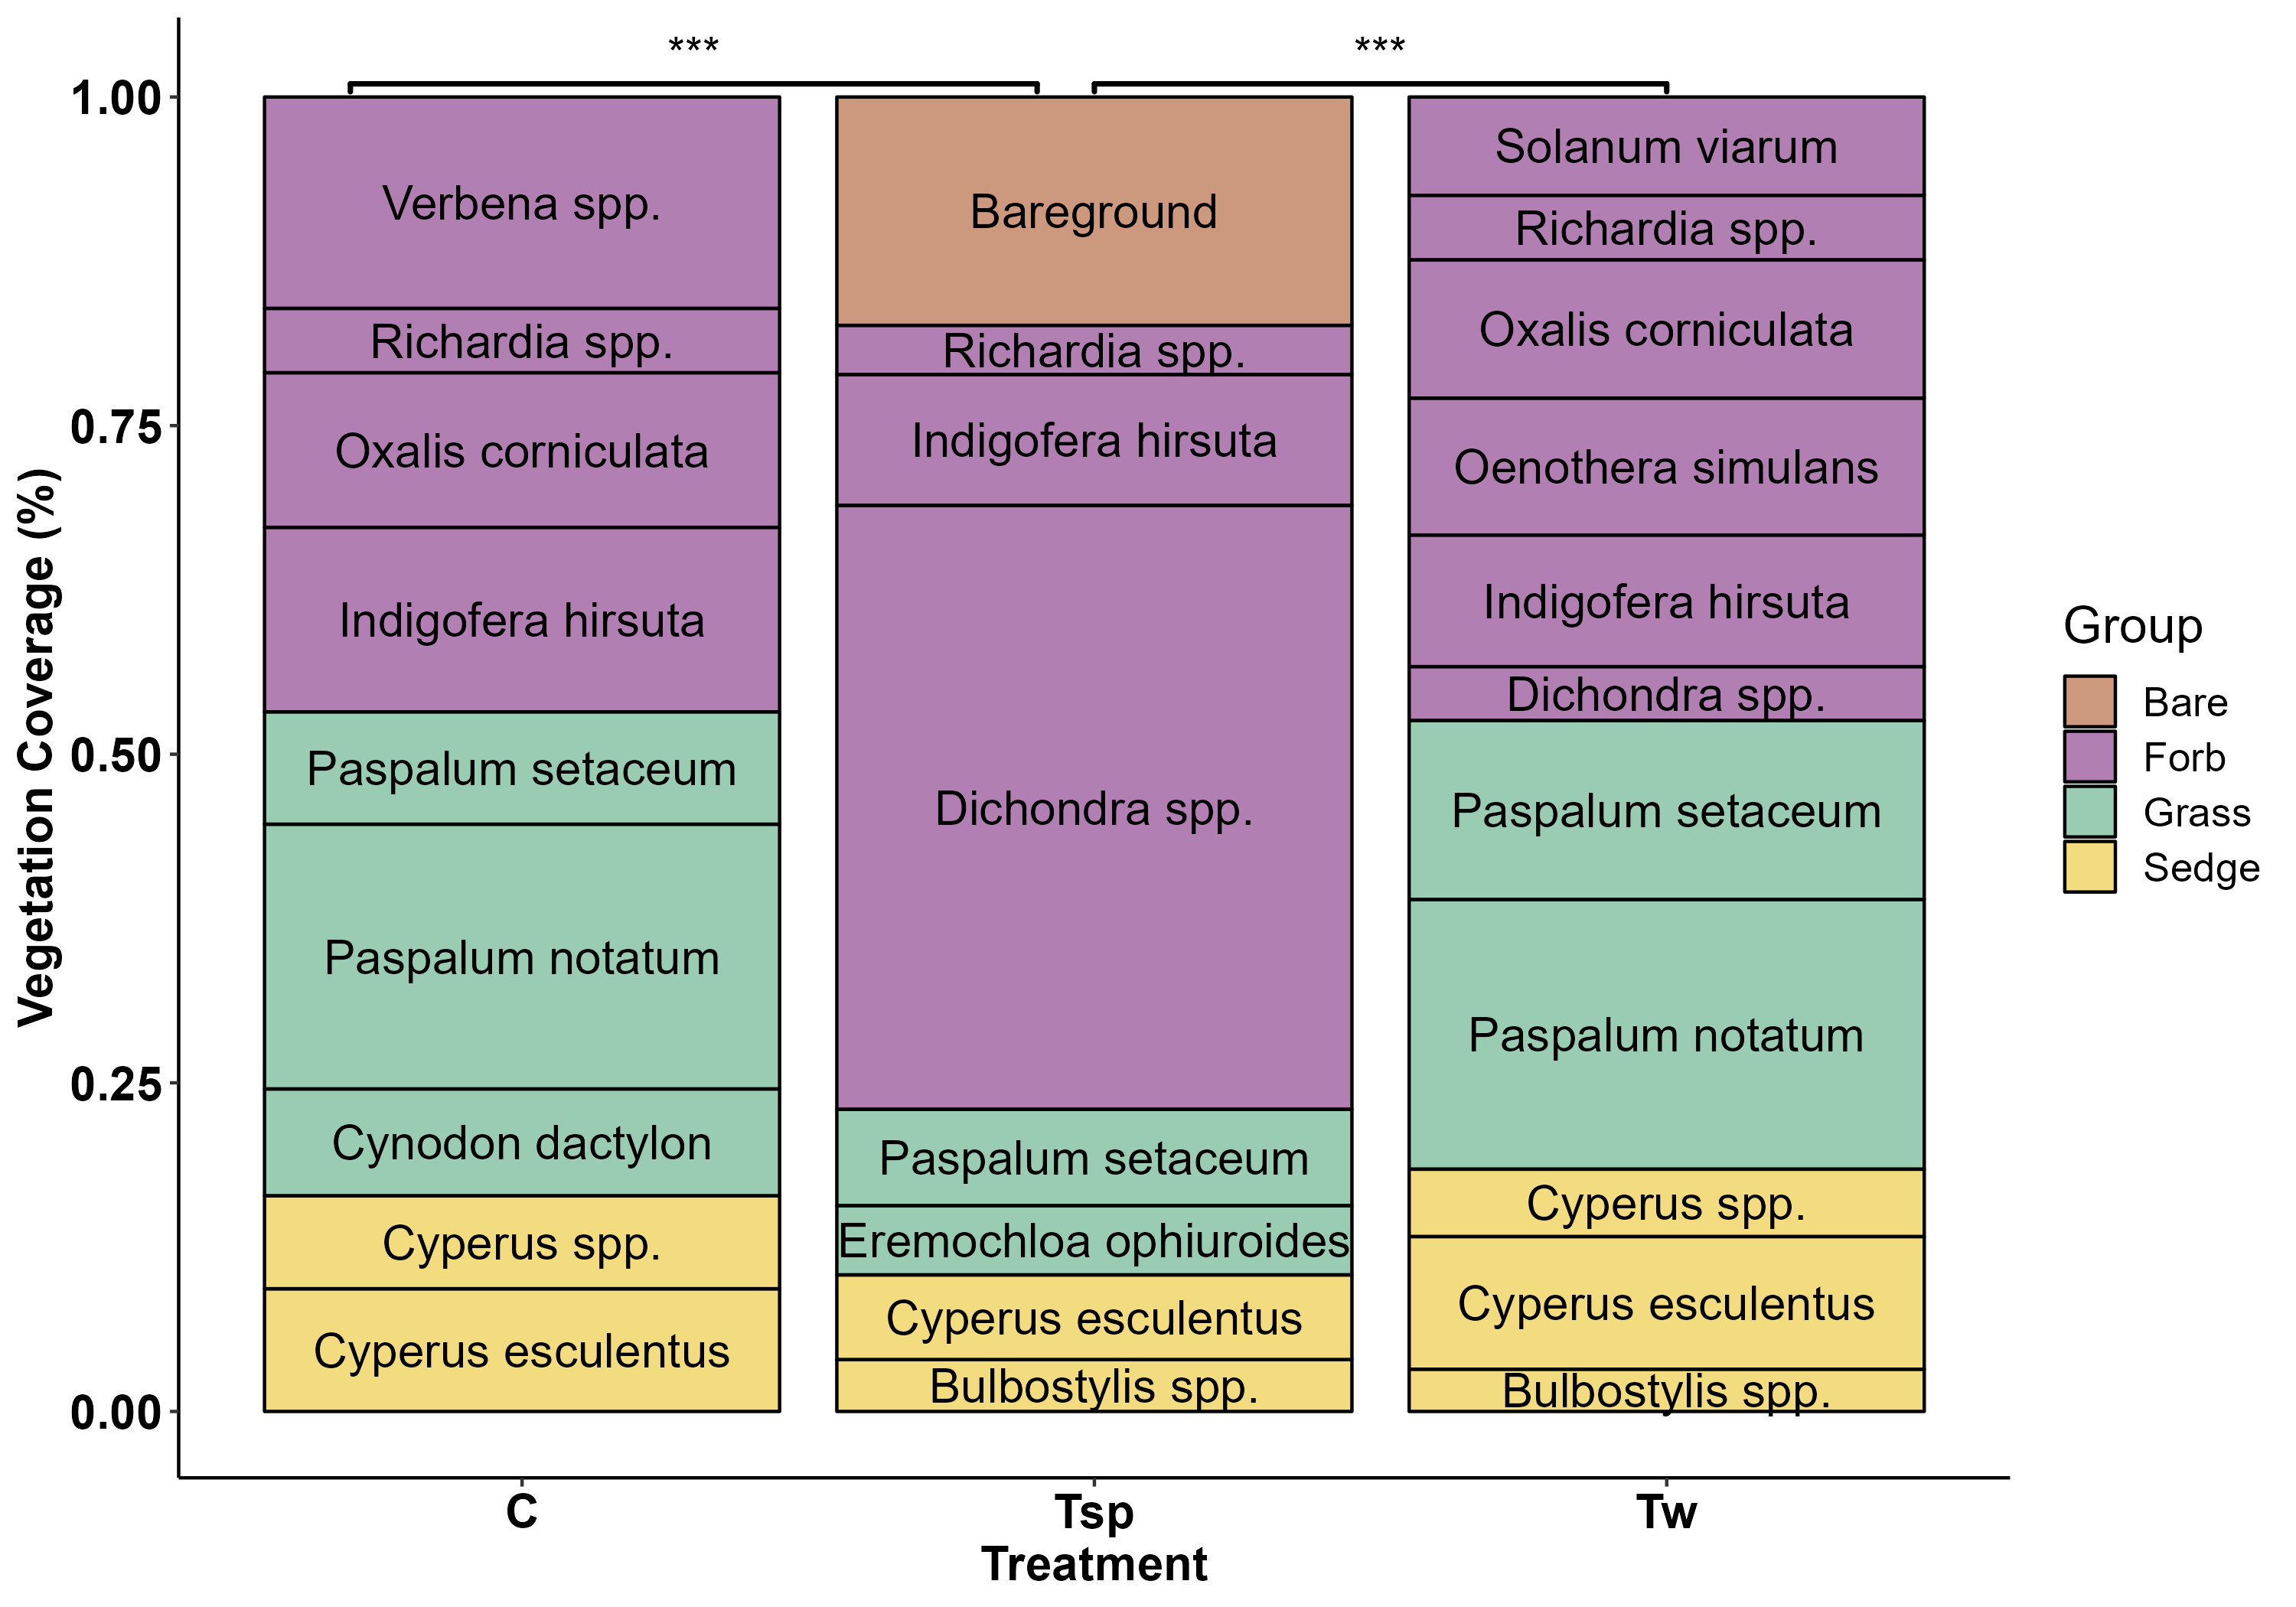 ***
***
1.00
0.75
0.50
0.25
0.00
Vegetation Coverage (%)
Verbena spp.
Richardia spp.
Oxalis corniculata
Indigofera hirsuta
Paspalum setaceum
Paspalum notatum
Cynodon dactylon
Cyperus spp.
Cyperus esculentus
Bareground
Richardia spp.
Indigofera hirsuta
Dichondra spp.
Paspalum setaceum
Eremochloa ophiuroides
Cyperus esculentus
Bulbostylis spp.
Solanum viarum
Richardia spp.
Oxalis corniculata
Oenothera simulans
Indigofera hirsuta
Dichondra spp.
Paspalum setaceum
Paspalum notatum
Cyperus spp.
Cyperus esculentus
Bulbostylis spp.
C
Tsp
Tw
Treatment
Group
Bare
Forb
Grass
Sedge